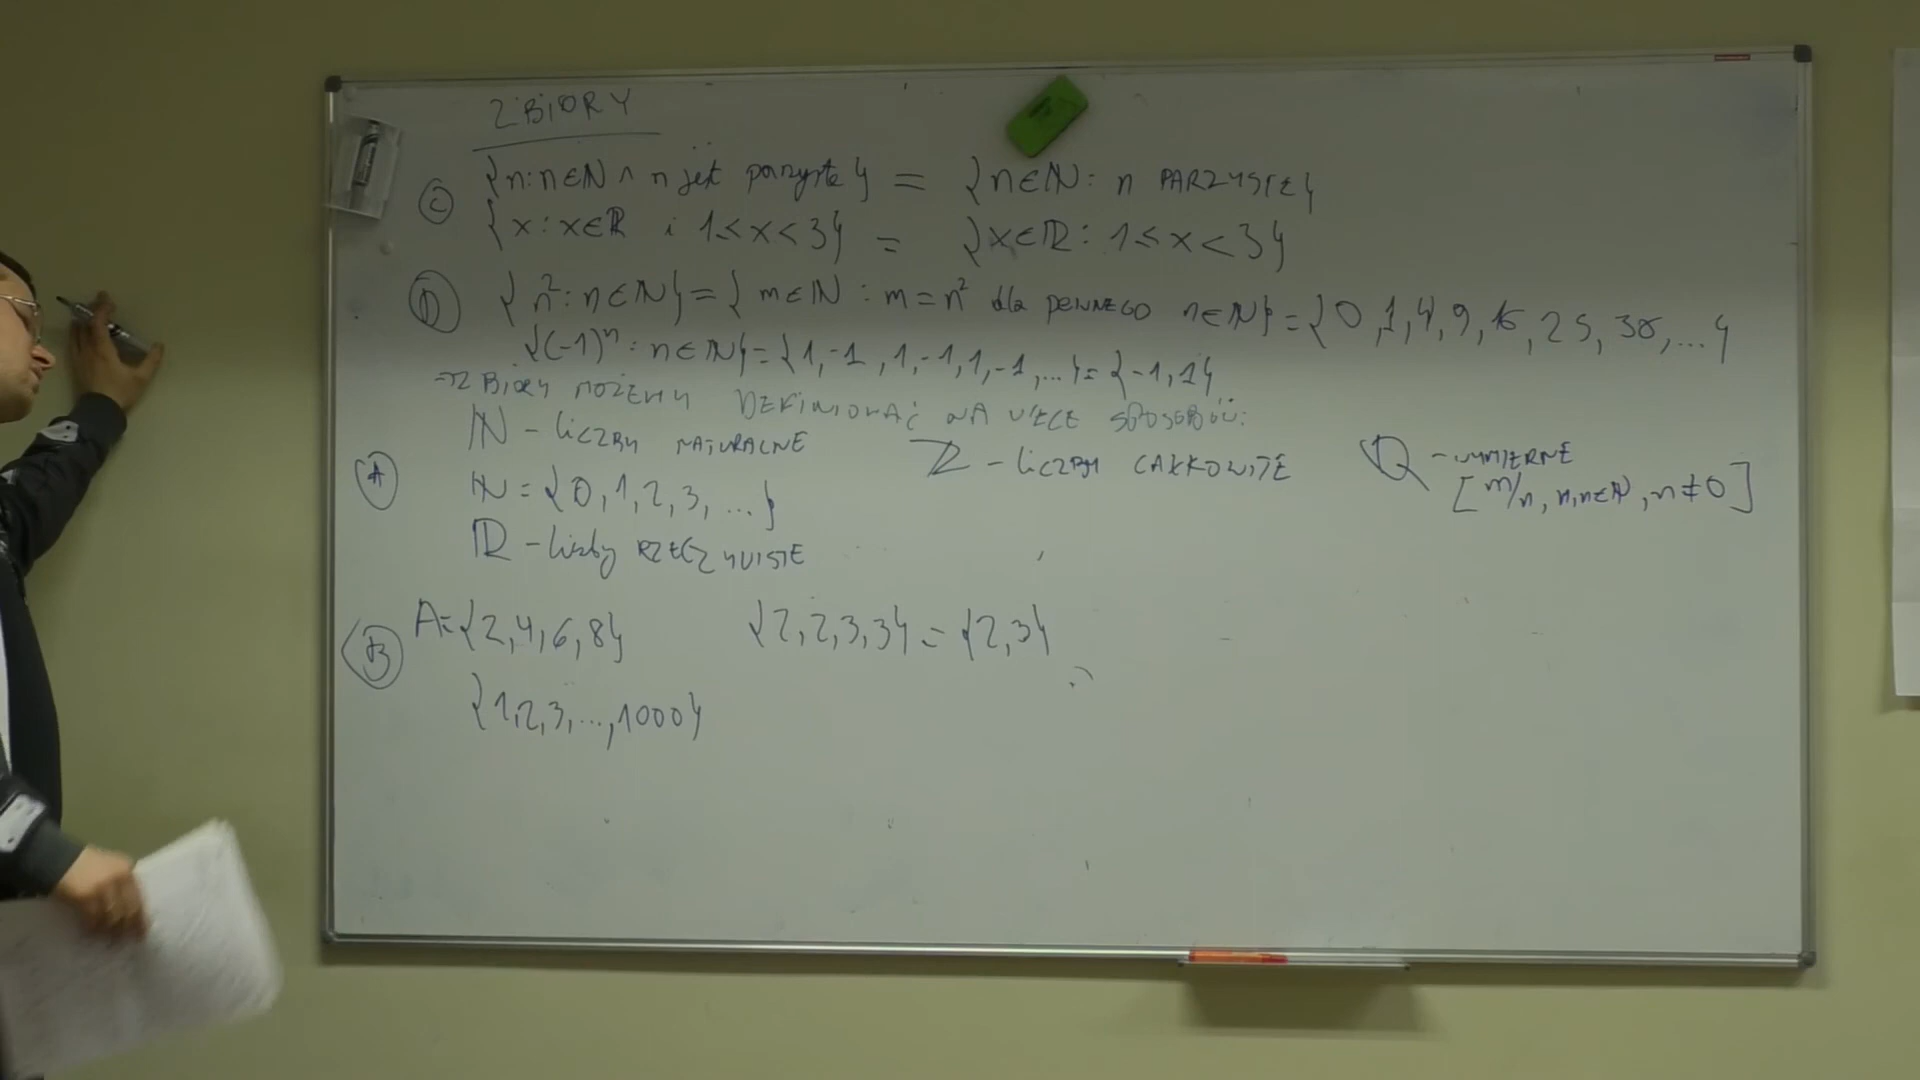 ZBIORY
Ⓒ {n: n∈ℕ ∧ n jest parzyste} = {n∈ℕ: n PARZYSTE}
{x: x∈ℝ i 1≤x<3} = {x∈ℝ: 1≤x<3}
Ⓓ {n²: n∈ℕ} = {m∈ℕ: m=n² dla PEWNEGO n∈ℕ} = {0,1,4,9,16,25,36,...}
{(-1)ⁿ: n∈ℕ} = {1,-1,1,-1,1,-1,...} = {-1,1}
ZBIORY MOŻEMY DEFINIOWAĆ NA WIELE SPOSOBÓW:
Ⓐ ℕ - LICZBY NATURALNE ℤ - LICZBY CAŁKOWITE ℚ - WYMIERNE
ℕ = {0,1,2,3,...} [m/n, n,n∈ℕ, n≠0]
ℝ - liczby RZECZYWISTE
Ⓑ A={2,4,6,8} {2,2,3,3} = {2,3}
{1,2,3,...,1000}